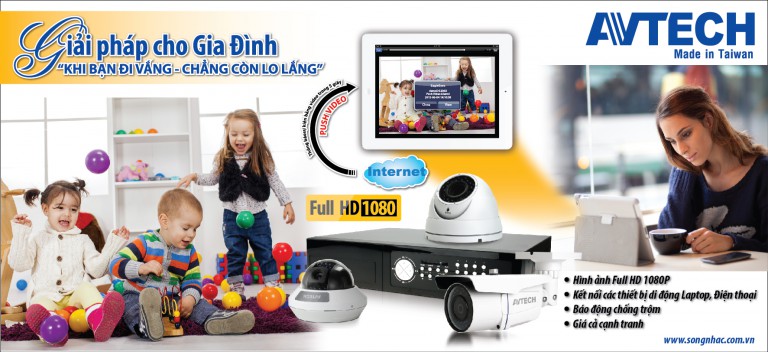 Giải pháp cho Gia Đình
“KHI BẠN ĐI VẮNG - CHẲNG CÒN LO LẮNG”
AVTECH
Made in Taiwan
PUSH VIDEO
Internet
Full HD 1080
AVTECH
• Hình ảnh Full HD 1080P
• Kết nối các thiết bị di động Laptop, Điện thoại
• Báo động chống trộm
• Giá cả cạnh tranh
www.songnhac.com.vn